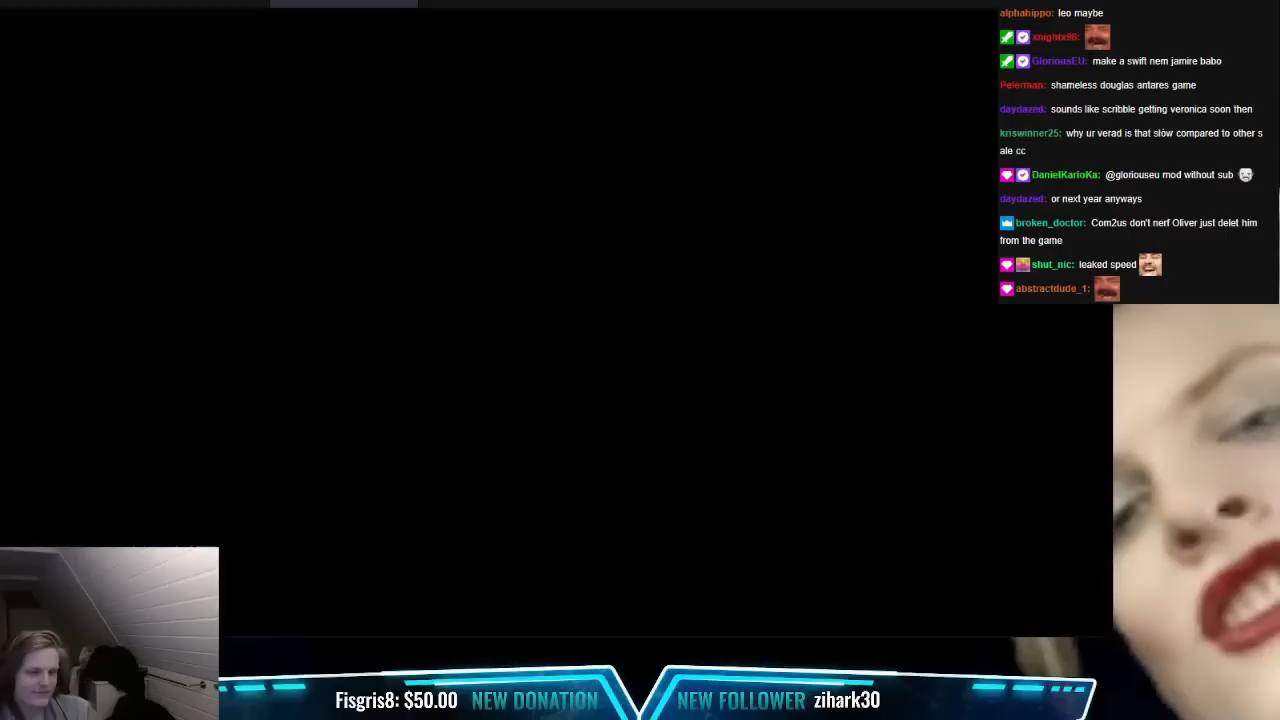 alphahippo: leo maybe
xnightx98:
GloriousEU: make a swift nem jamire babo
Pelerman: shameless douglas antares game
daydazed: sounds like scribble getting veronica soon then
kriswinner25: why ur verad is that slow compared to other s
ale cc
DanielKarioKa: @gloriouseu mod without sub
daydazed: or next year anyways
broken_doctor: Com2us don't nerf Oliver just delet him
from the game
shut_nic: leaked speed
abstractdude_1:
Fisgris8: $50.00 NEW DONATION
NEW FOLLOWER zihark30